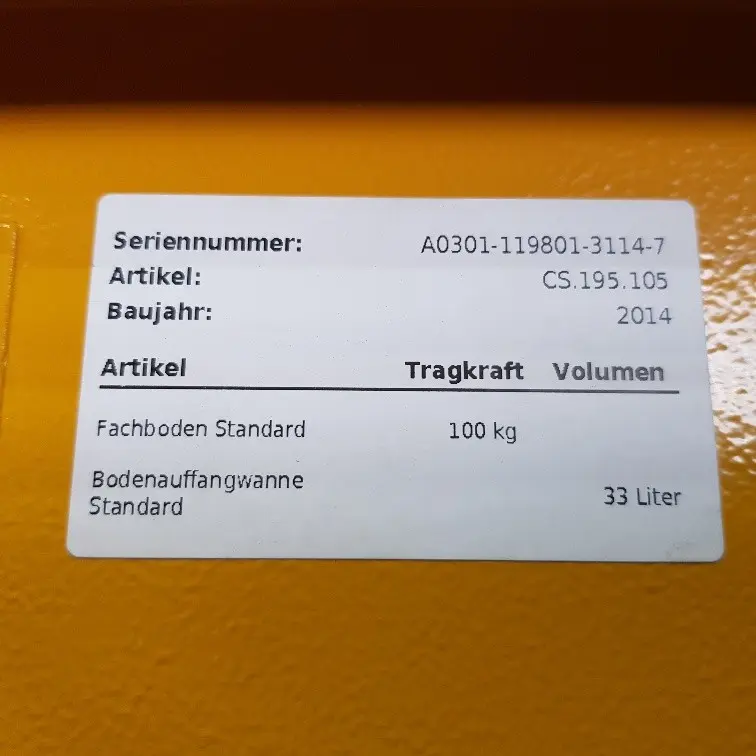 Seriennummer: A0301-119801-3114-7
Artikel: CS.195.105
Baujahr: 2014
Artikel Tragkraft Volumen
Fachboden Standard 100 kg
Bodenauffangwanne
Standard 33 Liter